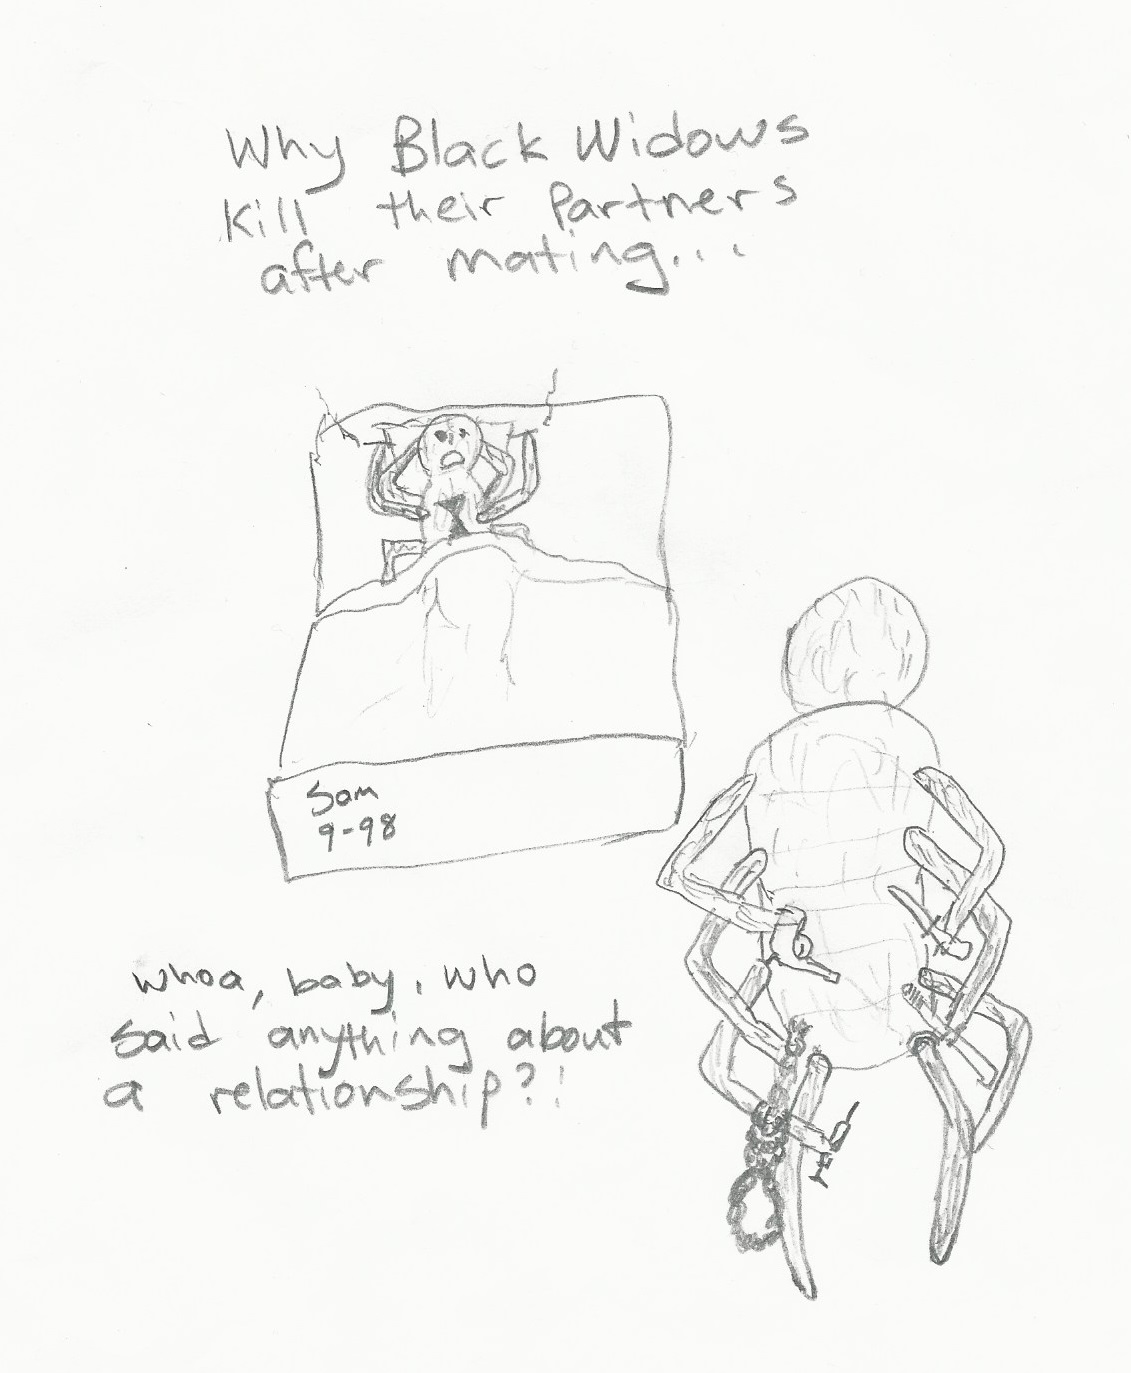 Why Black Widows
Kill their Partners
after mating...
Sam
9-98
whoa, baby, who
said anything about
a relationship?!